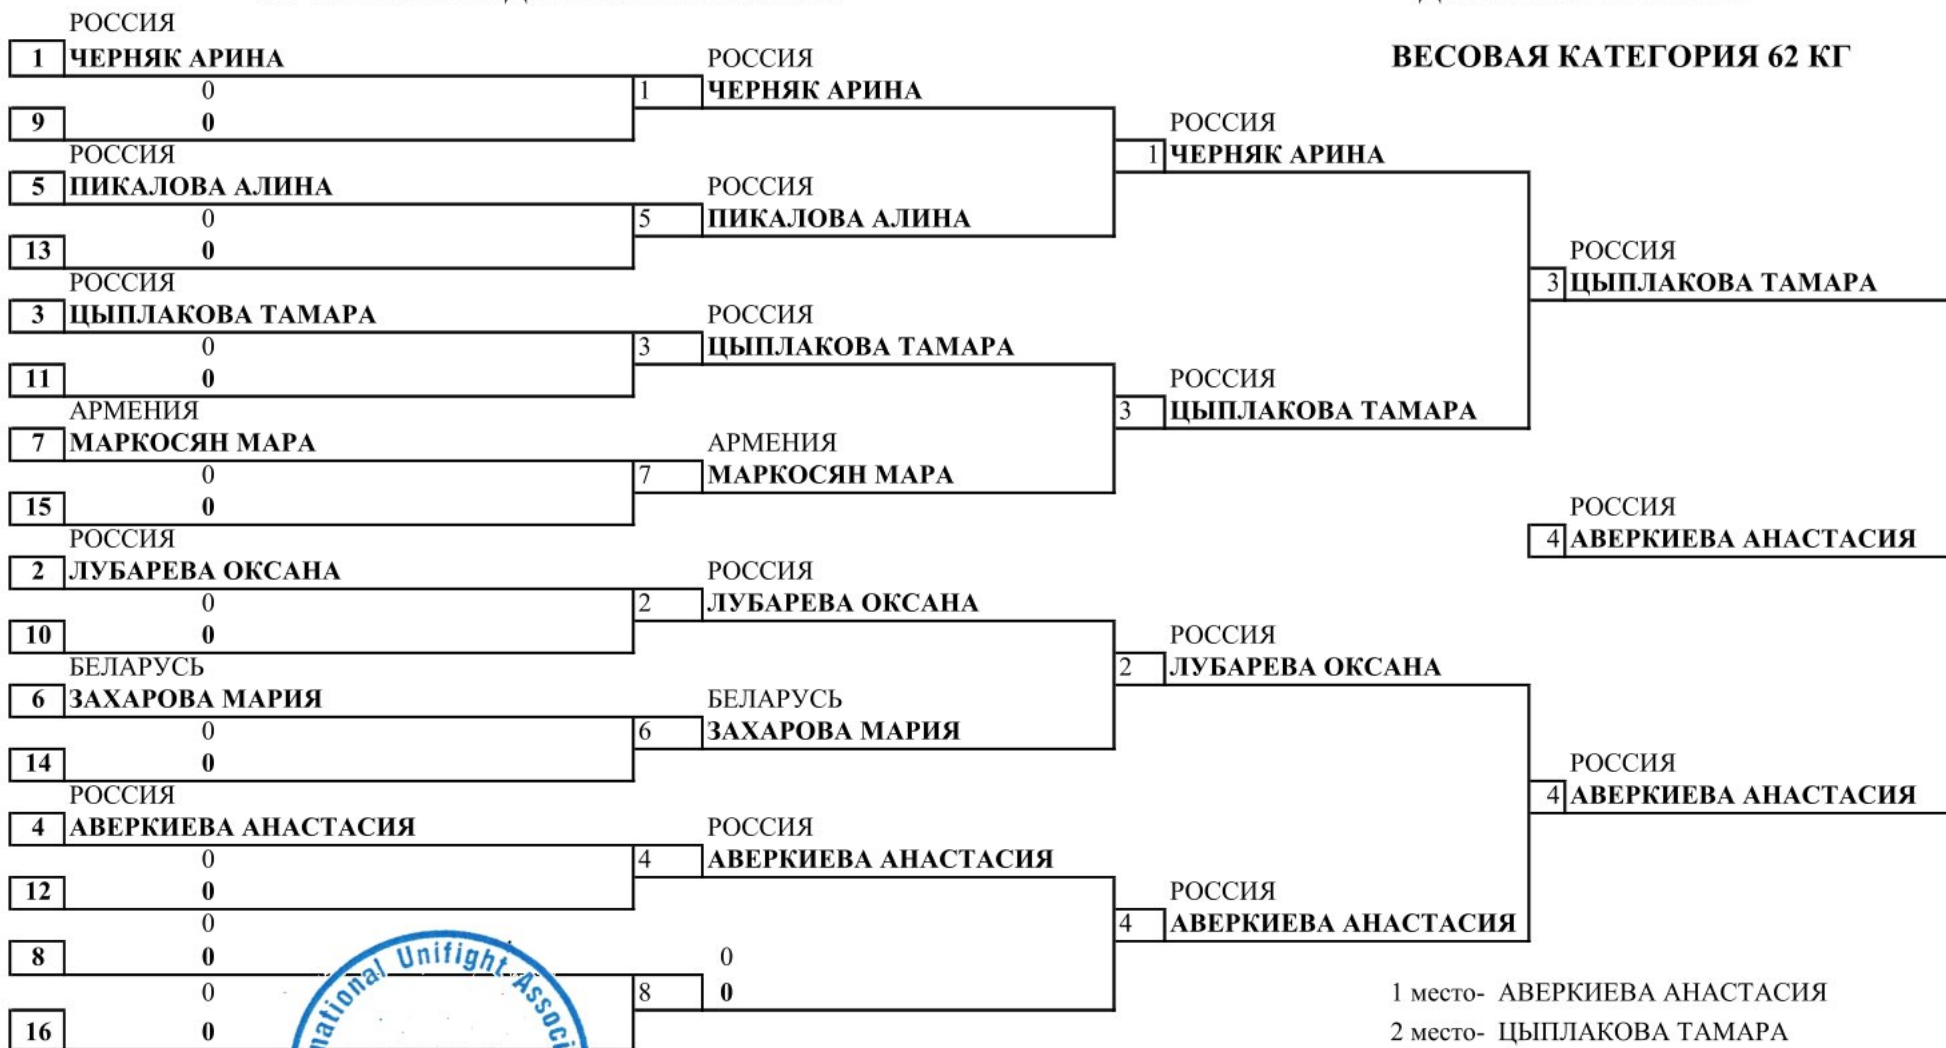 РОССИЯ
1 ЧЕРНЯК АРИНА
0
9 0
РОССИЯ
5 ПИКАЛОВА АЛИНА
0
13 0
РОССИЯ
3 ЦЫПЛАКОВА ТАМАРА
0
11 0
АРМЕНИЯ
7 МАРКОСЯН МАРА
0
15 0
РОССИЯ
2 ЛУБАРЕВА ОКСАНА
0
10 0
БЕЛАРУСЬ
6 ЗАХАРОВА МАРИЯ
0
14 0
РОССИЯ
4 АВЕРКИЕВА АНАСТАСИЯ
0
12 0
0
8 0
0
16 0
РОССИЯ
1 ЧЕРНЯК АРИНА
РОССИЯ
5 ПИКАЛОВА АЛИНА
РОССИЯ
3 ЦЫПЛАКОВА ТАМАРА
АРМЕНИЯ
7 МАРКОСЯН МАРА
РОССИЯ
2 ЛУБАРЕВА ОКСАНА
БЕЛАРУСЬ
6 ЗАХАРОВА МАРИЯ
РОССИЯ
4 АВЕРКИЕВА АНАСТАСИЯ
0
8 0
ВЕСОВАЯ КАТЕГОРИЯ 62 КГ
РОССИЯ
1 ЧЕРНЯК АРИНА
РОССИЯ
3 ЦЫПЛАКОВА ТАМАРА
РОССИЯ
2 ЛУБАРЕВА ОКСАНА
РОССИЯ
4 АВЕРКИЕВА АНАСТАСИЯ
РОССИЯ
3 ЦЫПЛАКОВА ТАМАРА
РОССИЯ
4 АВЕРКИЕВА АНАСТАСИЯ
РОССИЯ
4 АВЕРКИЕВА АНАСТАСИЯ
1 место- АВЕРКИЕВА АНАСТАСИЯ
2 место- ЦЫПЛАКОВА ТАМАРА
Unifight